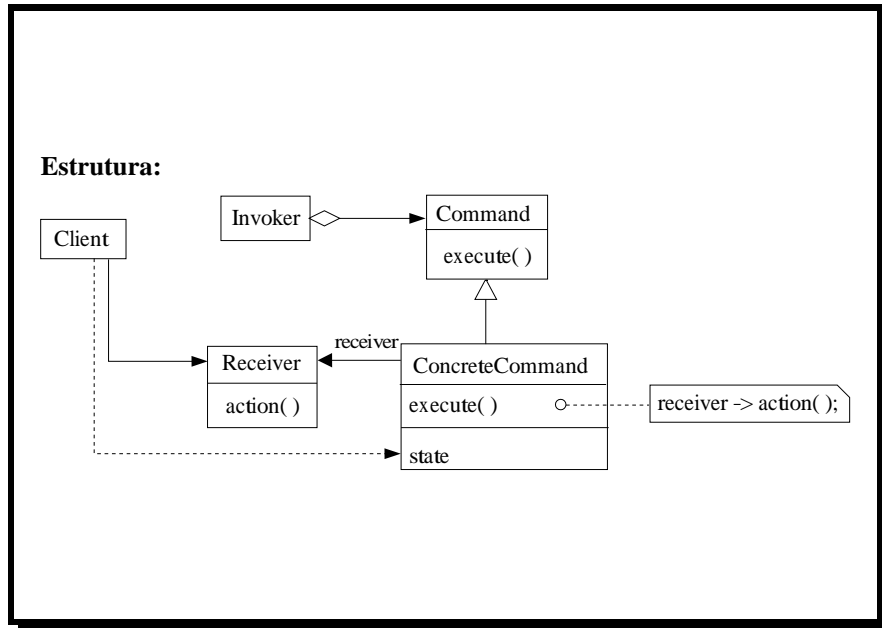 Estrutura:
Invoker
Command
execute( )
Client
receiver
Receiver
action( )
ConcreteCommand
execute( )
state
receiver -> action( );